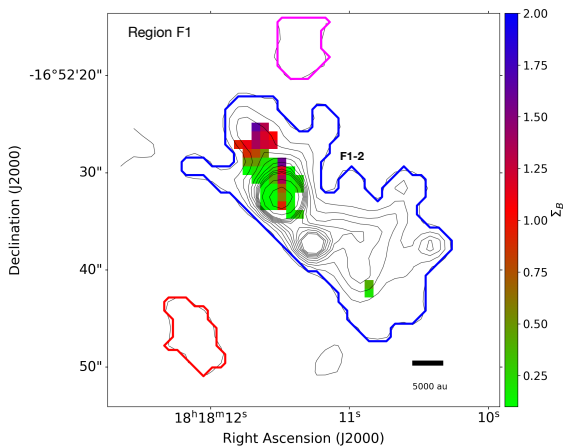 Region F1
F1-2
5000 au
-16°52'20"
30"
40"
50"
Declination (J2000)
18ʰ18ᵐ12ˢ
11ˢ
10ˢ
Right Ascension (J2000)
2.00
1.75
1.50
1.25
1.00
0.75
0.50
0.25
Σ_B